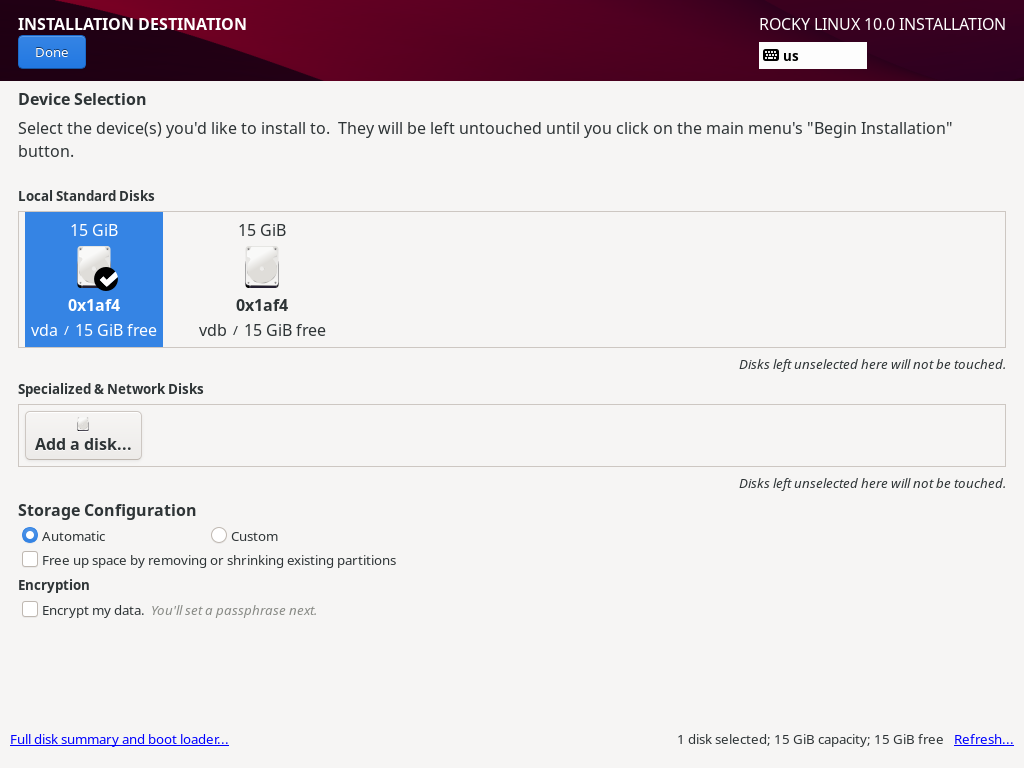 INSTALLATION DESTINATION
ROCKY LINUX 10.0 INSTALLATION
Done
us
Device Selection
Select the device(s) you'd like to install to.  They will be left untouched until you click on the main menu's "Begin Installation"
button.
Local Standard Disks
15 GiB
0x1af4
vda / 15 GiB free
15 GiB
0x1af4
vdb / 15 GiB free
Disks left unselected here will not be touched.
Specialized & Network Disks
Add a disk...
Disks left unselected here will not be touched.
Storage Configuration
Automatic
Custom
Free up space by removing or shrinking existing partitions
Encryption
Encrypt my data. You'll set a passphrase next.
Full disk summary and boot loader...
1 disk selected; 15 GiB capacity; 15 GiB free Refresh...